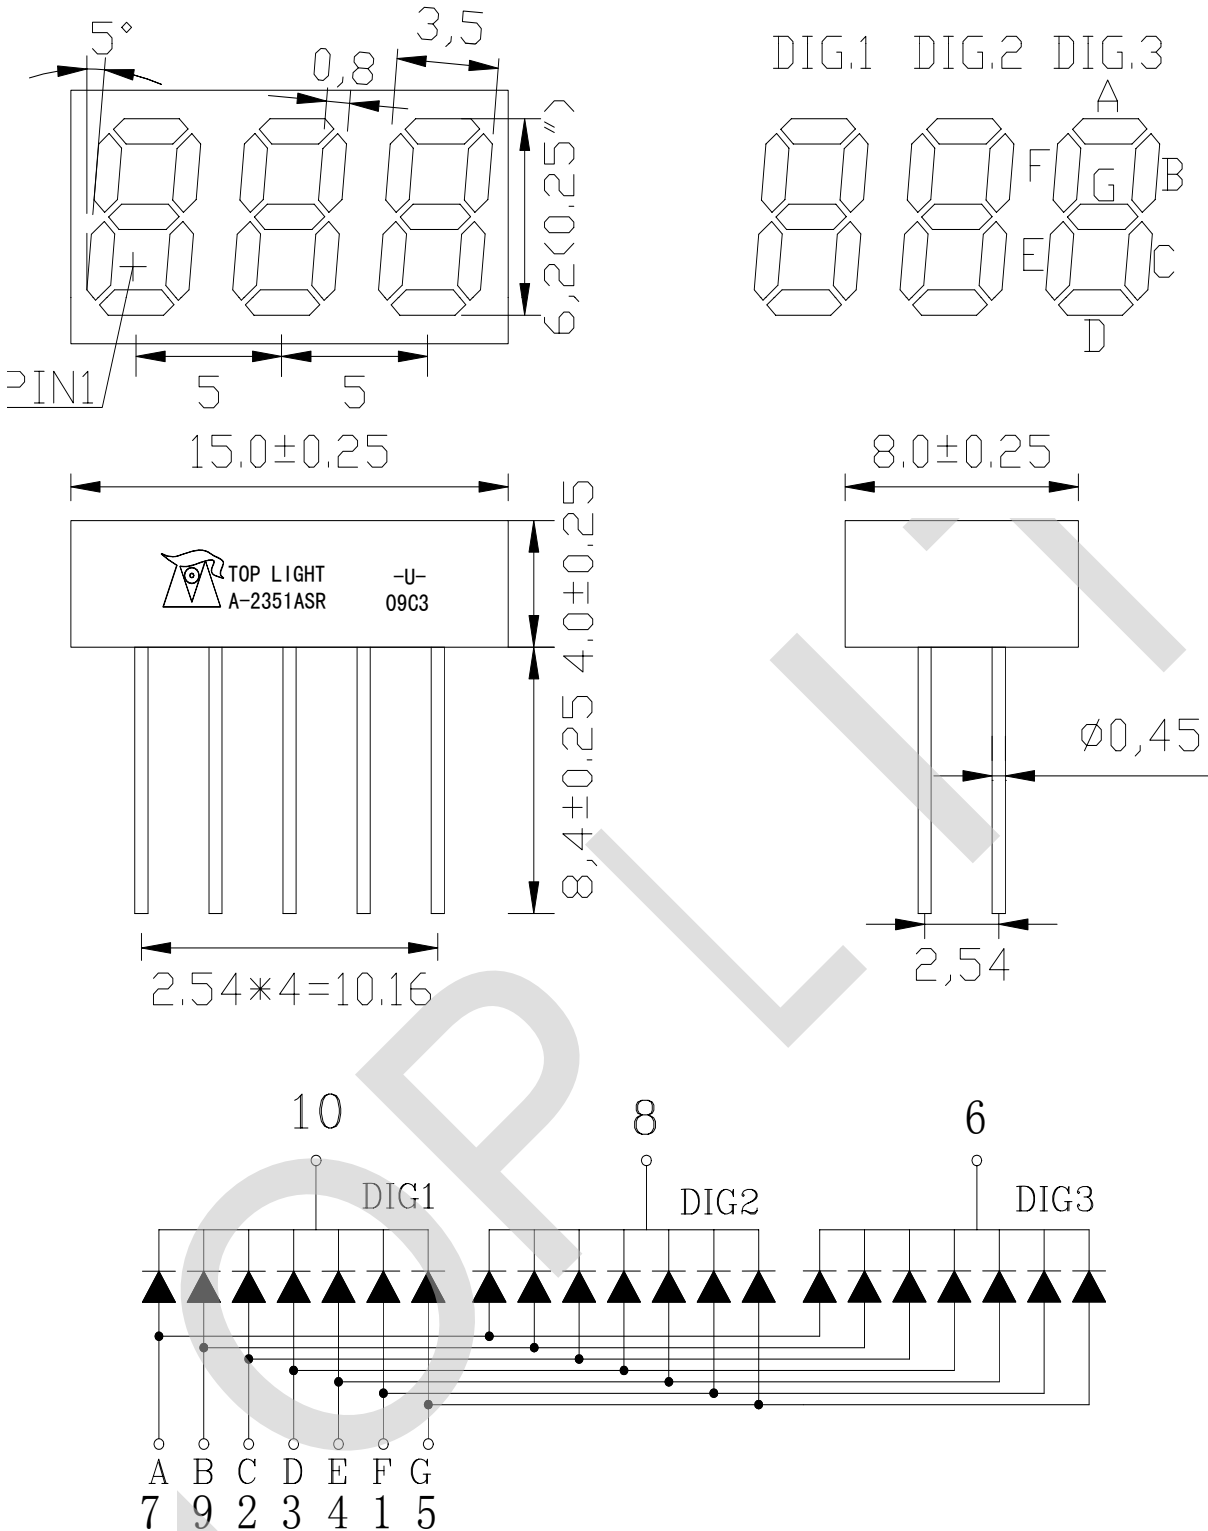 5°
0,8
3,5
6,2(0.25")
PIN1
5
5
DIG.1 DIG.2 DIG.3
A
F
B
G
E
C
D
15.0±0.25
4.0±0.25
TOP LIGHT
A-2351ASR
-U-
09C3
8,4±0.25
2.54*4=10.16
8.0±0.25
Ø0,45
2,54
TOP LIT
10
8
6
DIG1
DIG2
DIG3
A B C D E F G
7 9 2 3 4 1 5